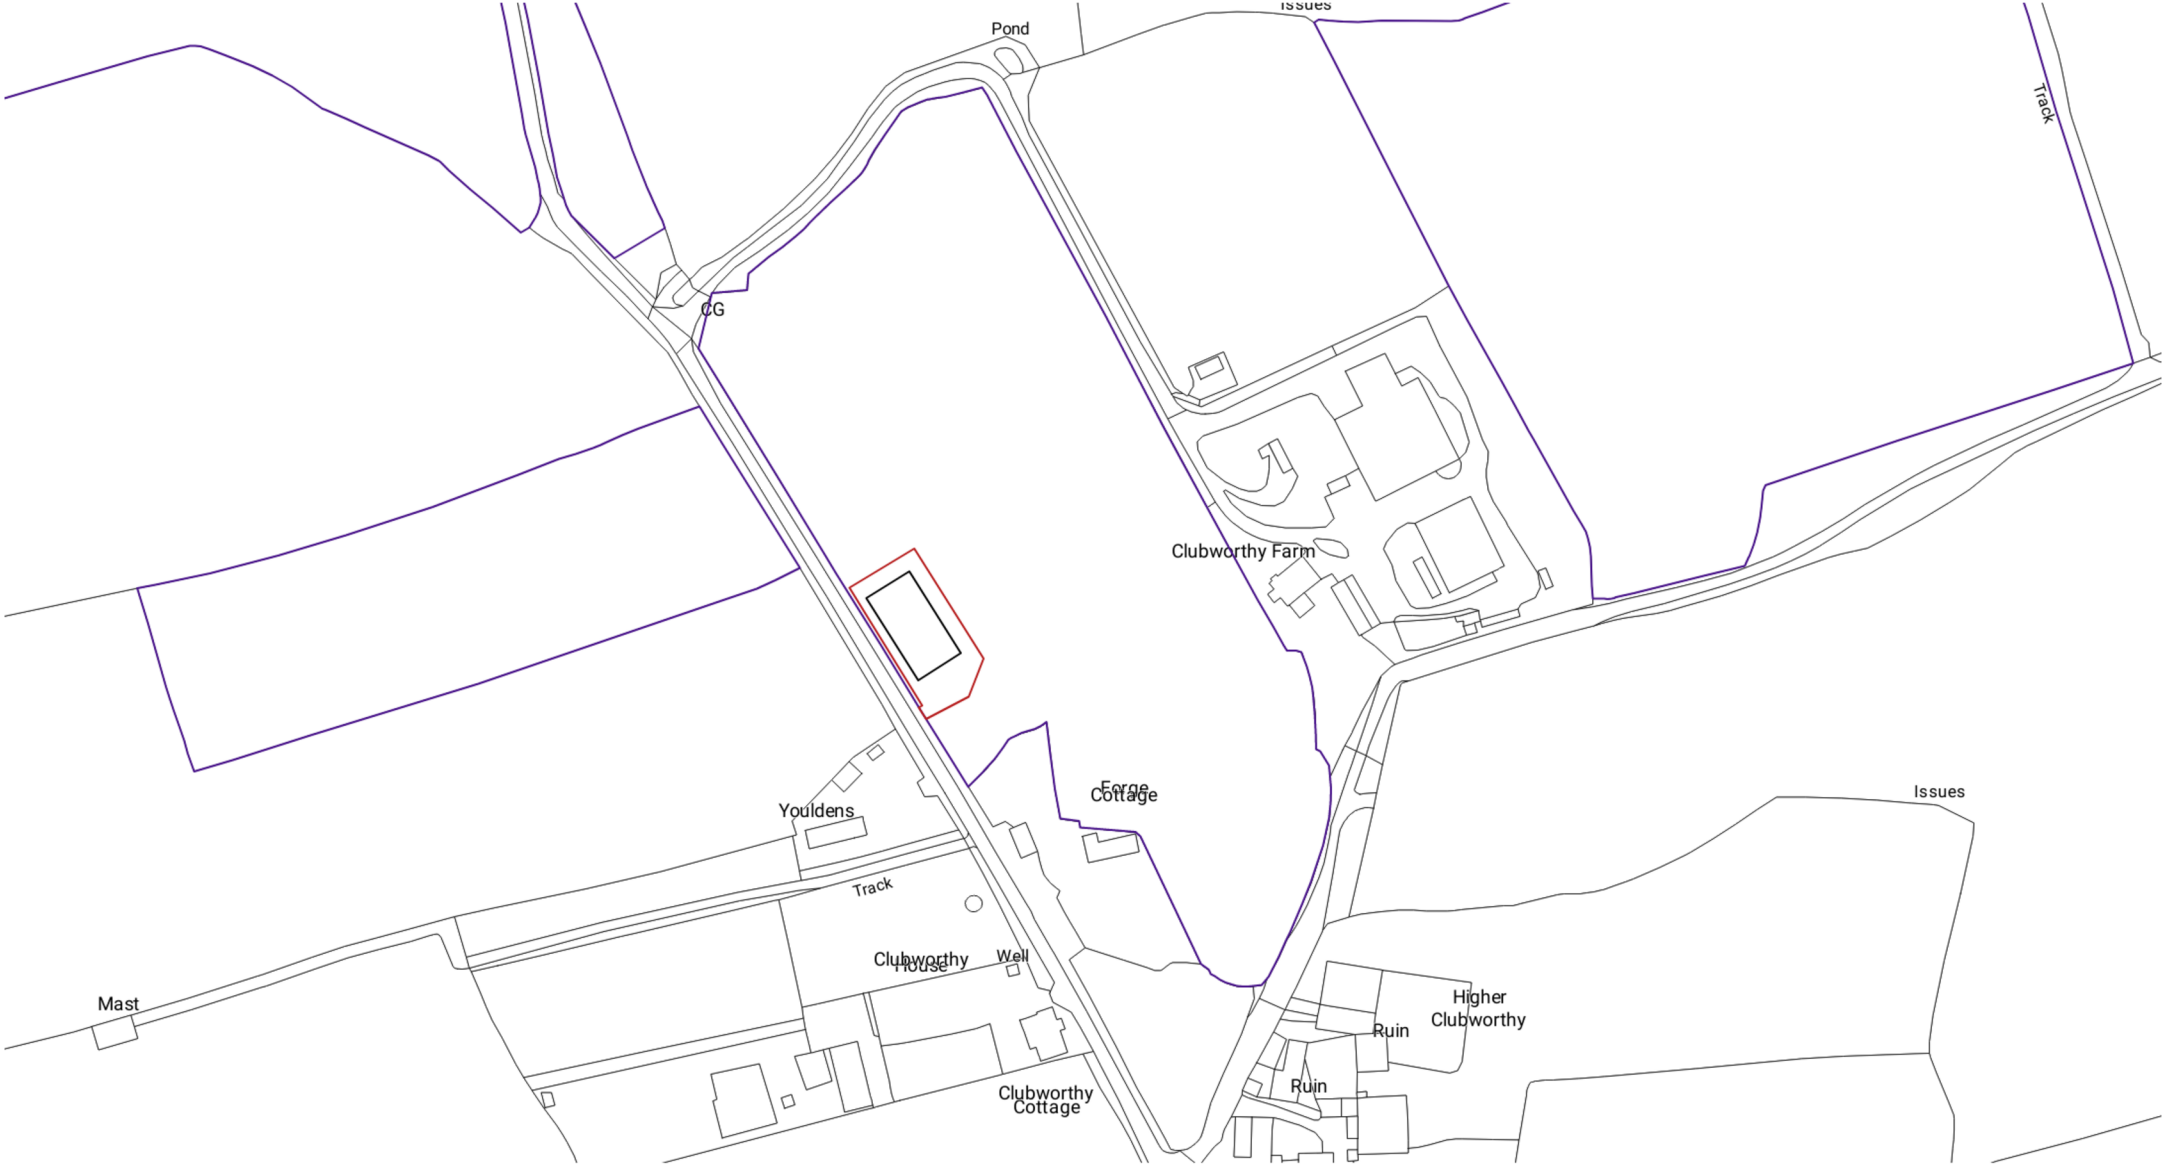 Issues
Pond
Track
CG
Clubworthy Farm
Forge
Cottage
Issues
Youldens
Track
Clubworthy
House
Well
Mast
Higher
Clubworthy
Ruin
Ruin
Clubworthy
Cottage